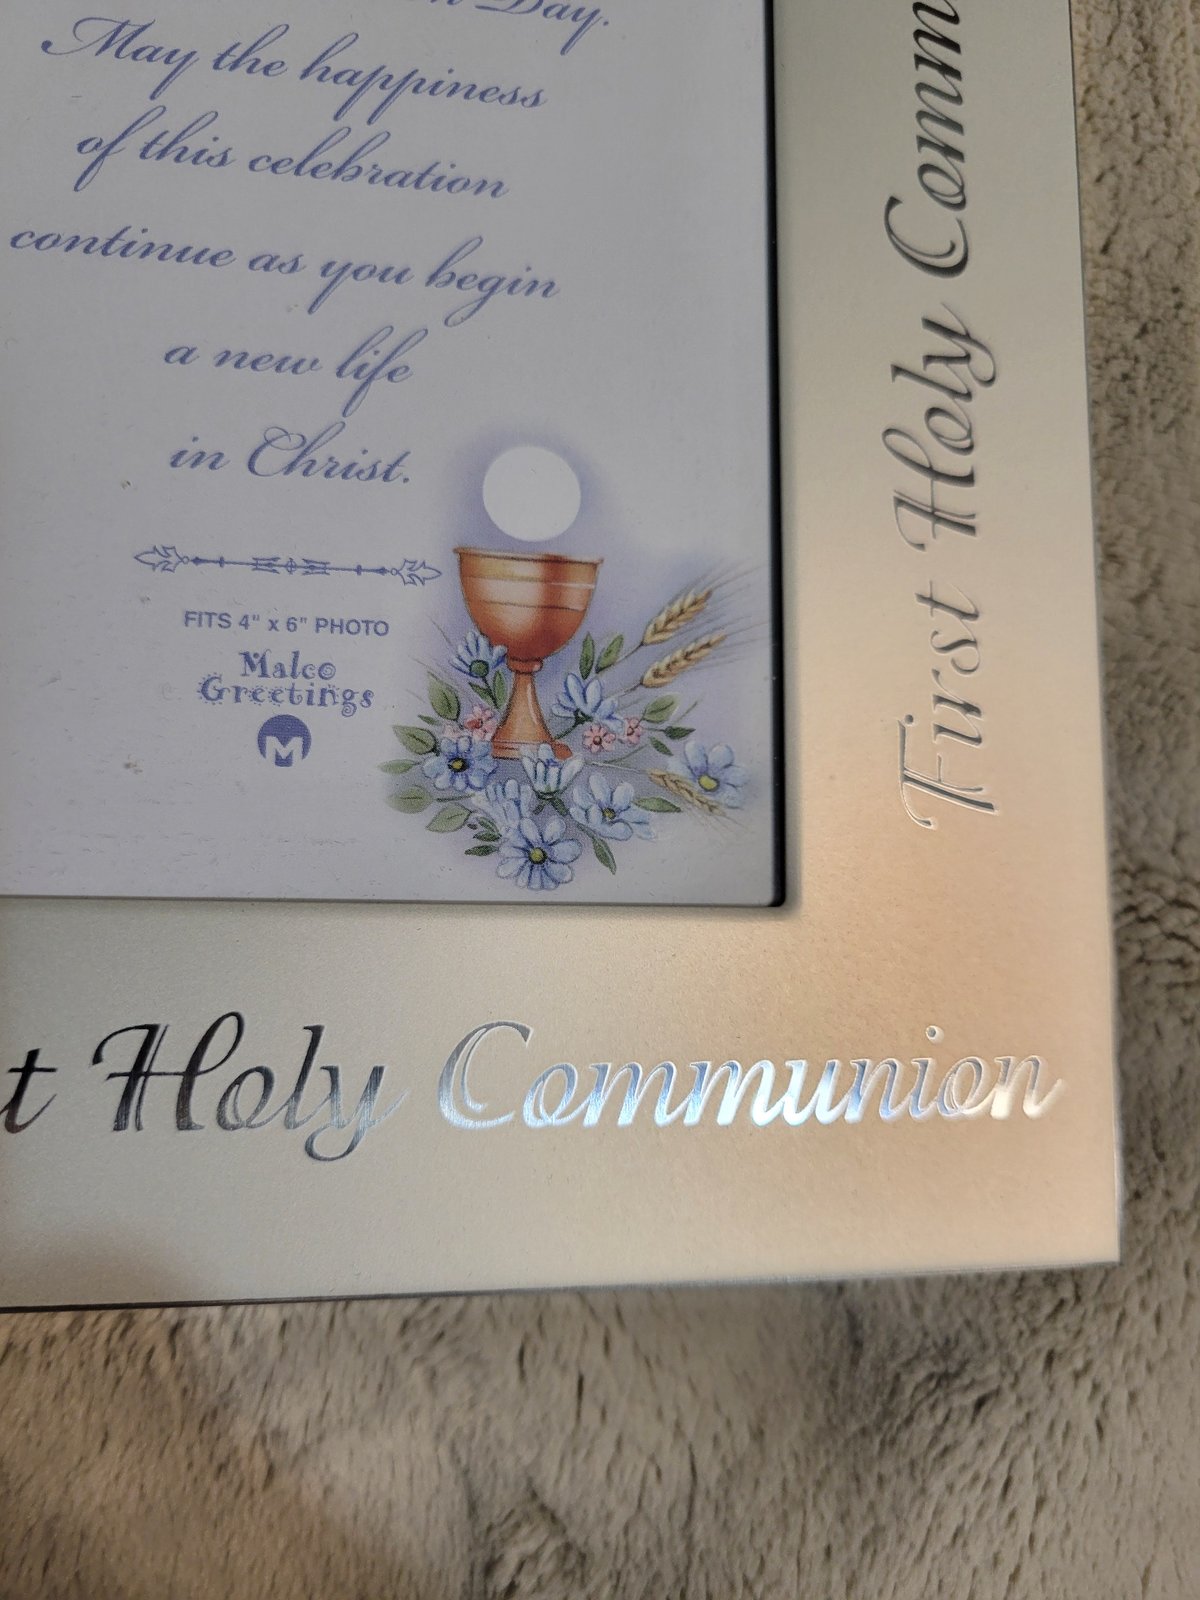 Day.
May the happiness
of this celebration
continue as you begin
a new life
in Christ.
FITS 4" x 6" PHOTO
Malco
Greetings
M
First Holy Comm
t Holy Communion